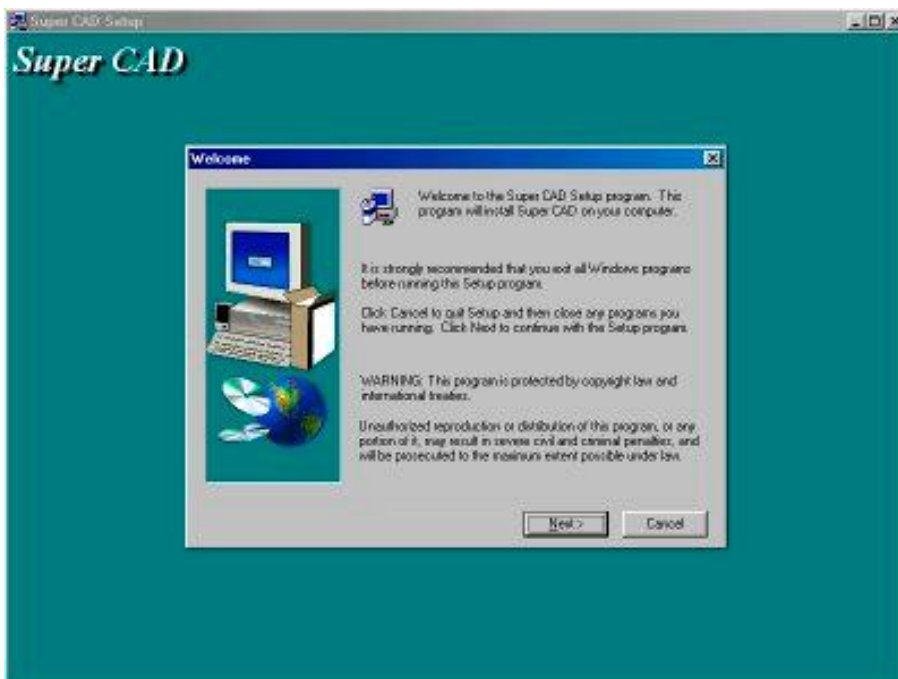 Super CAD Setup
Super CAD
Welcome
Welcome to the Super CAD Setup program. This
program will install Super CAD on your computer.
It is strongly recommended that you exit all Windows programs
before running this Setup program.
Click Cancel to quit Setup and then close any programs you
have running. Click Next to continue with the Setup program.
WARNING: This program is protected by copyright law and
international treaties.
Unauthorized reproduction or distribution of this program, or any
portion of it, may result in severe civil and criminal penalties, and
will be prosecuted to the maximum extent possible under law.
Next >
Cancel